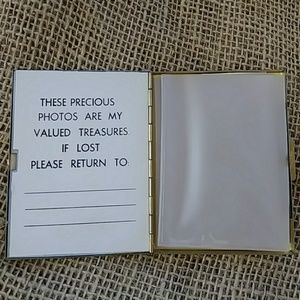 THESE PRECIOUS
PHOTOS ARE MY
VALUED TREASURES
IF LOST
PLEASE RETURN TO: